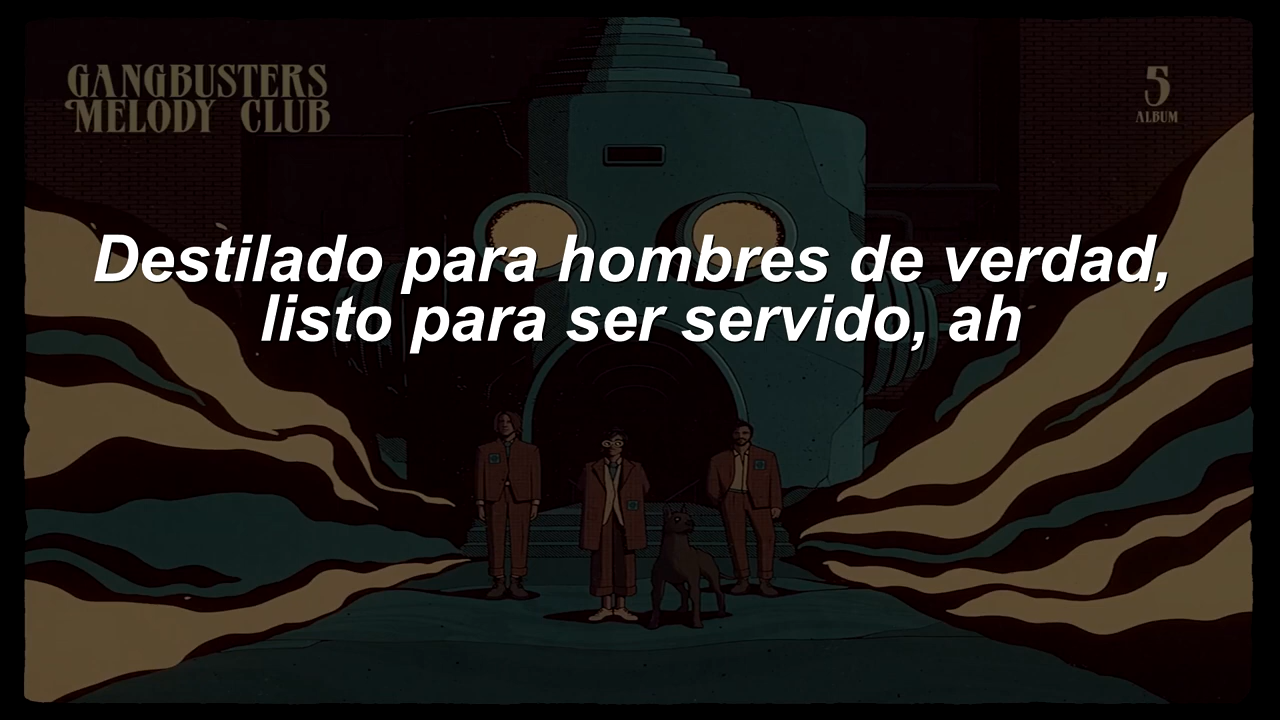 GANGBUSTERS
MELODY CLUB
5
ALBUM
Destilado para hombres de verdad,
listo para ser servido, ah